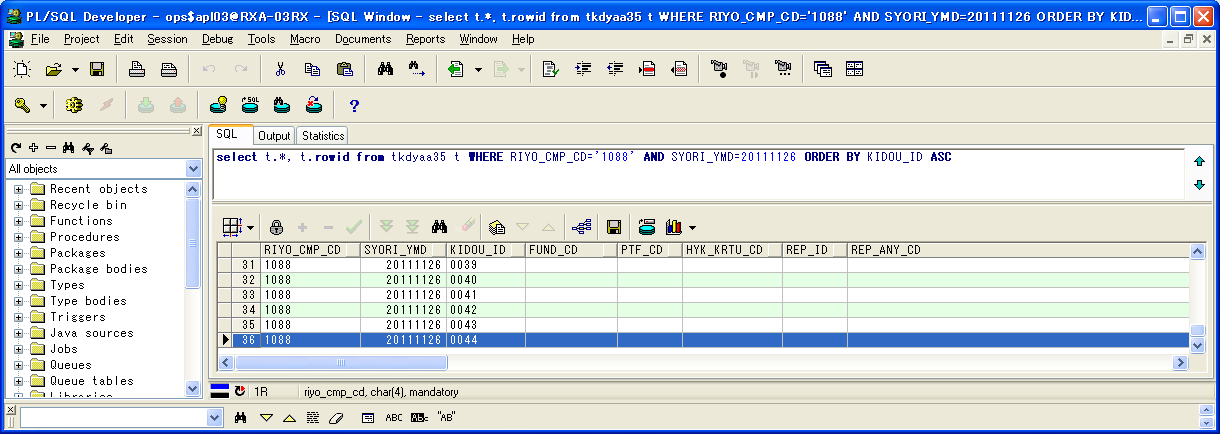 PL/SQL Developer - ops$apl03@RXA-03RX - [SQL Window - select t.*, t.rowid from tkdyaa35 t WHERE RIYO_CMP_CD='1088' AND SYORI_YMD=20111126 ORDER BY KID...
File Project Edit Session Debug Tools Macro Documents Reports Window Help
SQL
SQL Output Statistics
All objects
select t.*, t.rowid from tkdyaa35 t WHERE RIYO_CMP_CD='1088' AND SYORI_YMD=20111126 ORDER BY KIDOU_ID ASC
Recent objects
Recycle bin
Functions
Procedures
Packages
Package bodies
Types
Type bodies
Triggers
Java sources
Jobs
Queues
Queue tables
Libraries
RIYO_CMP_CD SYORI_YMD KIDOU_ID FUND_CD PTF_CD HYK_KRTU_CD REP_ID REP_ANY_CD
31 1088 20111126 0039
32 1088 20111126 0040
33 1088 20111126 0041
34 1088 20111126 0042
35 1088 20111126 0043
36 1088 20111126 0044
1R riyo_cmp_cd, char(4), mandatory
ABC AB "AB"